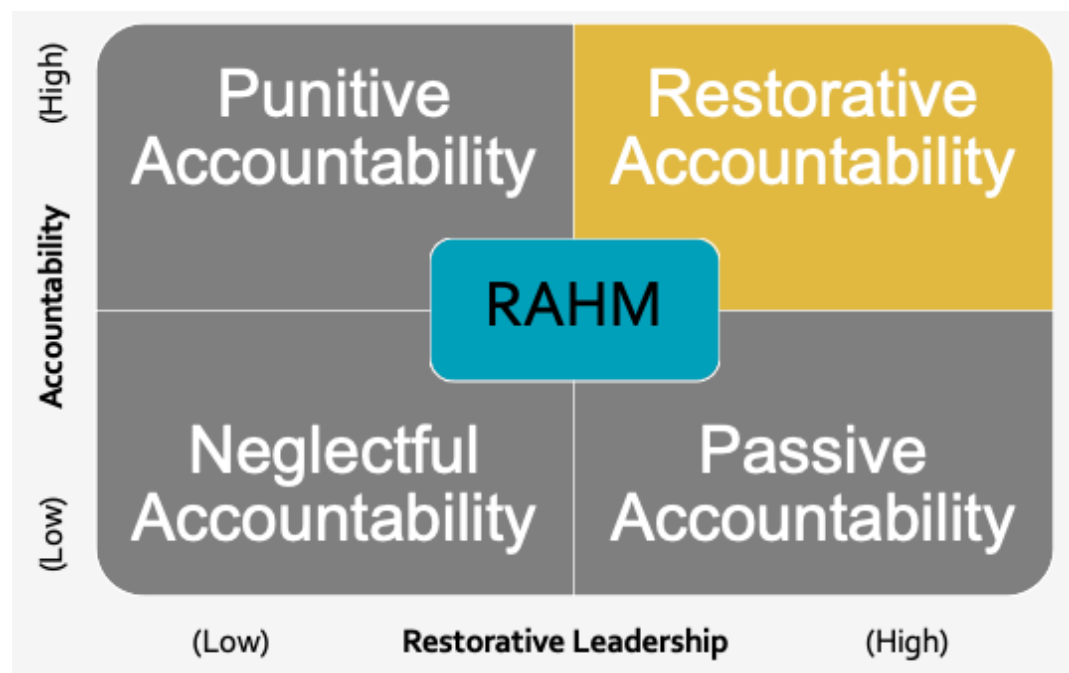 (High)
Accountability
(Low)
Punitive
Accountability
Restorative
Accountability
RAHM
Neglectful
Accountability
Passive
Accountability
(Low)
Restorative Leadership
(High)